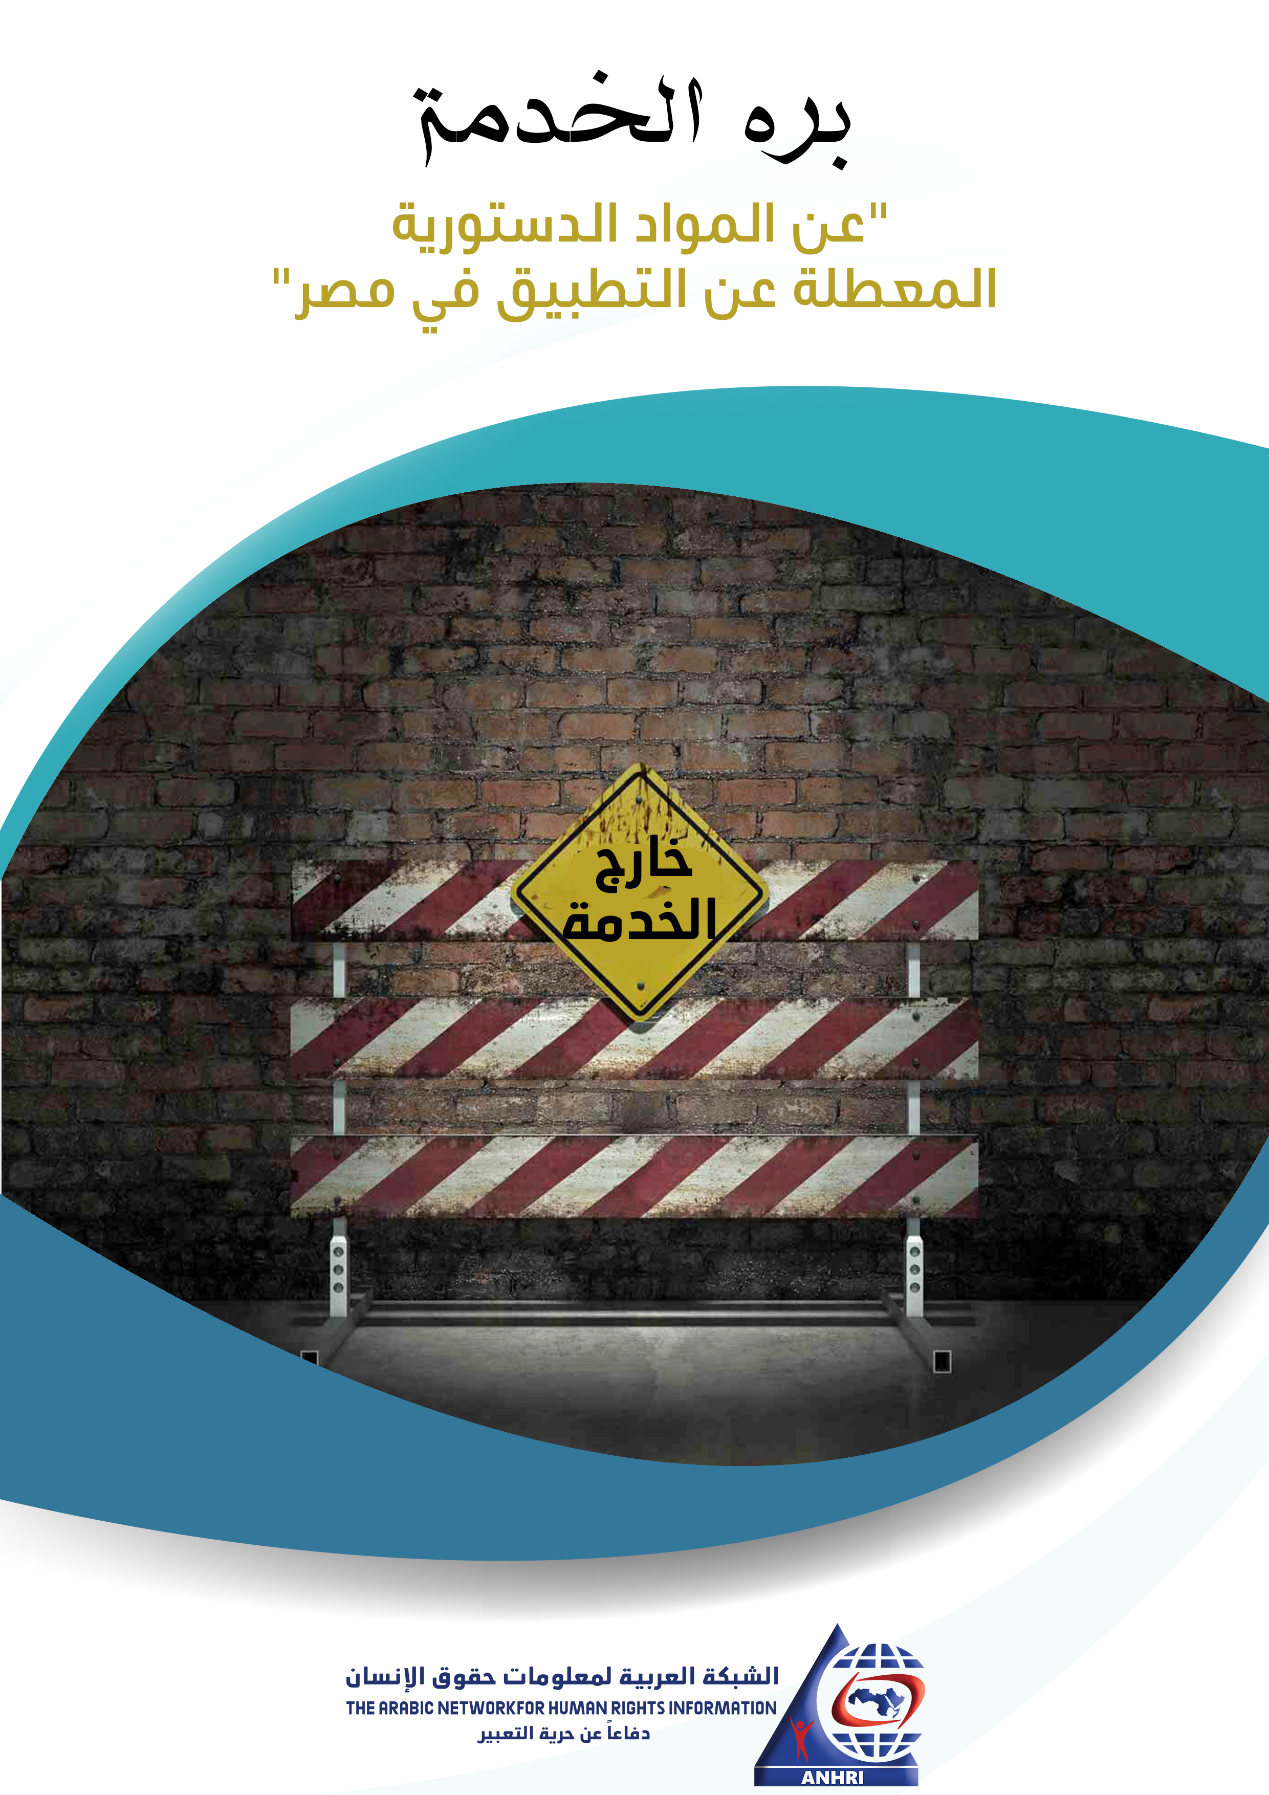 بره الخدمة
"عن المواد الدستورية
المعطلة عن التطبيق في مصر"
خارج
الخدمة
الشبكة العربية لمعلومات حقوق الإنسان
THE ARABIC NETWORKFOR HUMAN RIGHTS INFORMATION
دفاعاً عن حرية التعبير
ANHRI